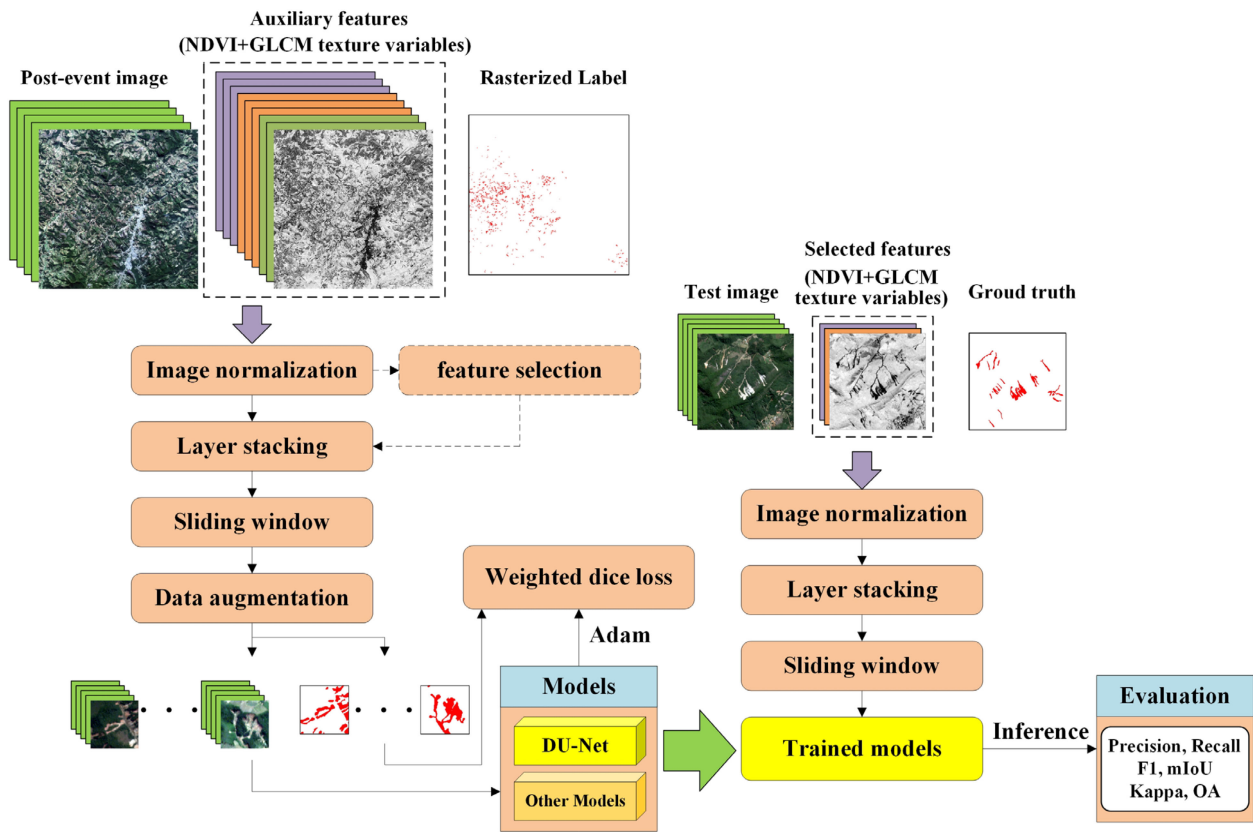 Auxiliary features
(NDVI+GLCM texture variables)
Post-event image
Rasterized Label
Selected features
(NDVI+GLCM
texture variables)
Test image
Groud truth
Image normalization
feature selection
Layer stacking
Sliding window
Data augmentation
Weighted dice loss
Adam
Models
DU-Net
Other Models
Image normalization
Layer stacking
Sliding window
Trained models
Inference
Evaluation
Precision, Recall
F1, mIoU
Kappa, OA